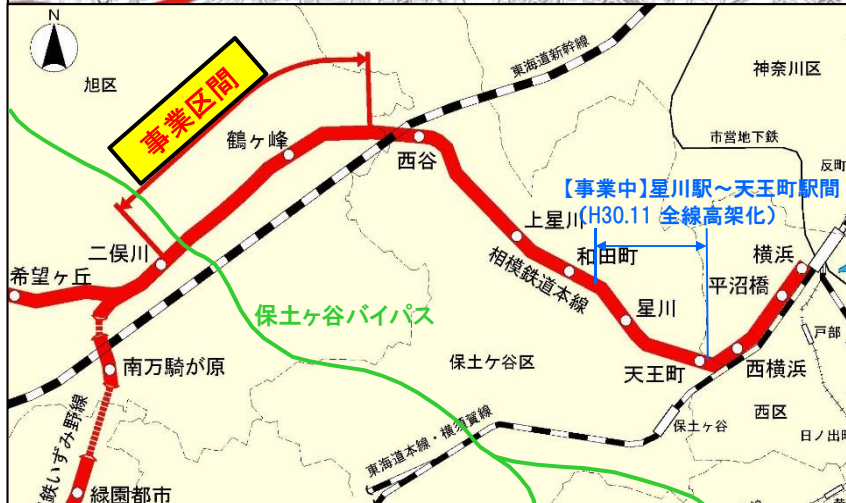 N
旭区
事業区間
東海道新幹線
神奈川区
鶴ヶ峰
西谷
市営地下鉄
反町
【事業中】星川駅～天王町駅間
（H30.11 全線高架化）
二俣川
上星川
希望ヶ丘
和田町
横浜
相模鉄道本線
平沼橋
保土ヶ谷バイパス
星川
戸部
南万騎が原
保土ケ谷区
天王町
西横浜
西区
保土ヶ谷
日ノ出町
東海道本線・横須賀線
鉄いずみ野線
緑園都市